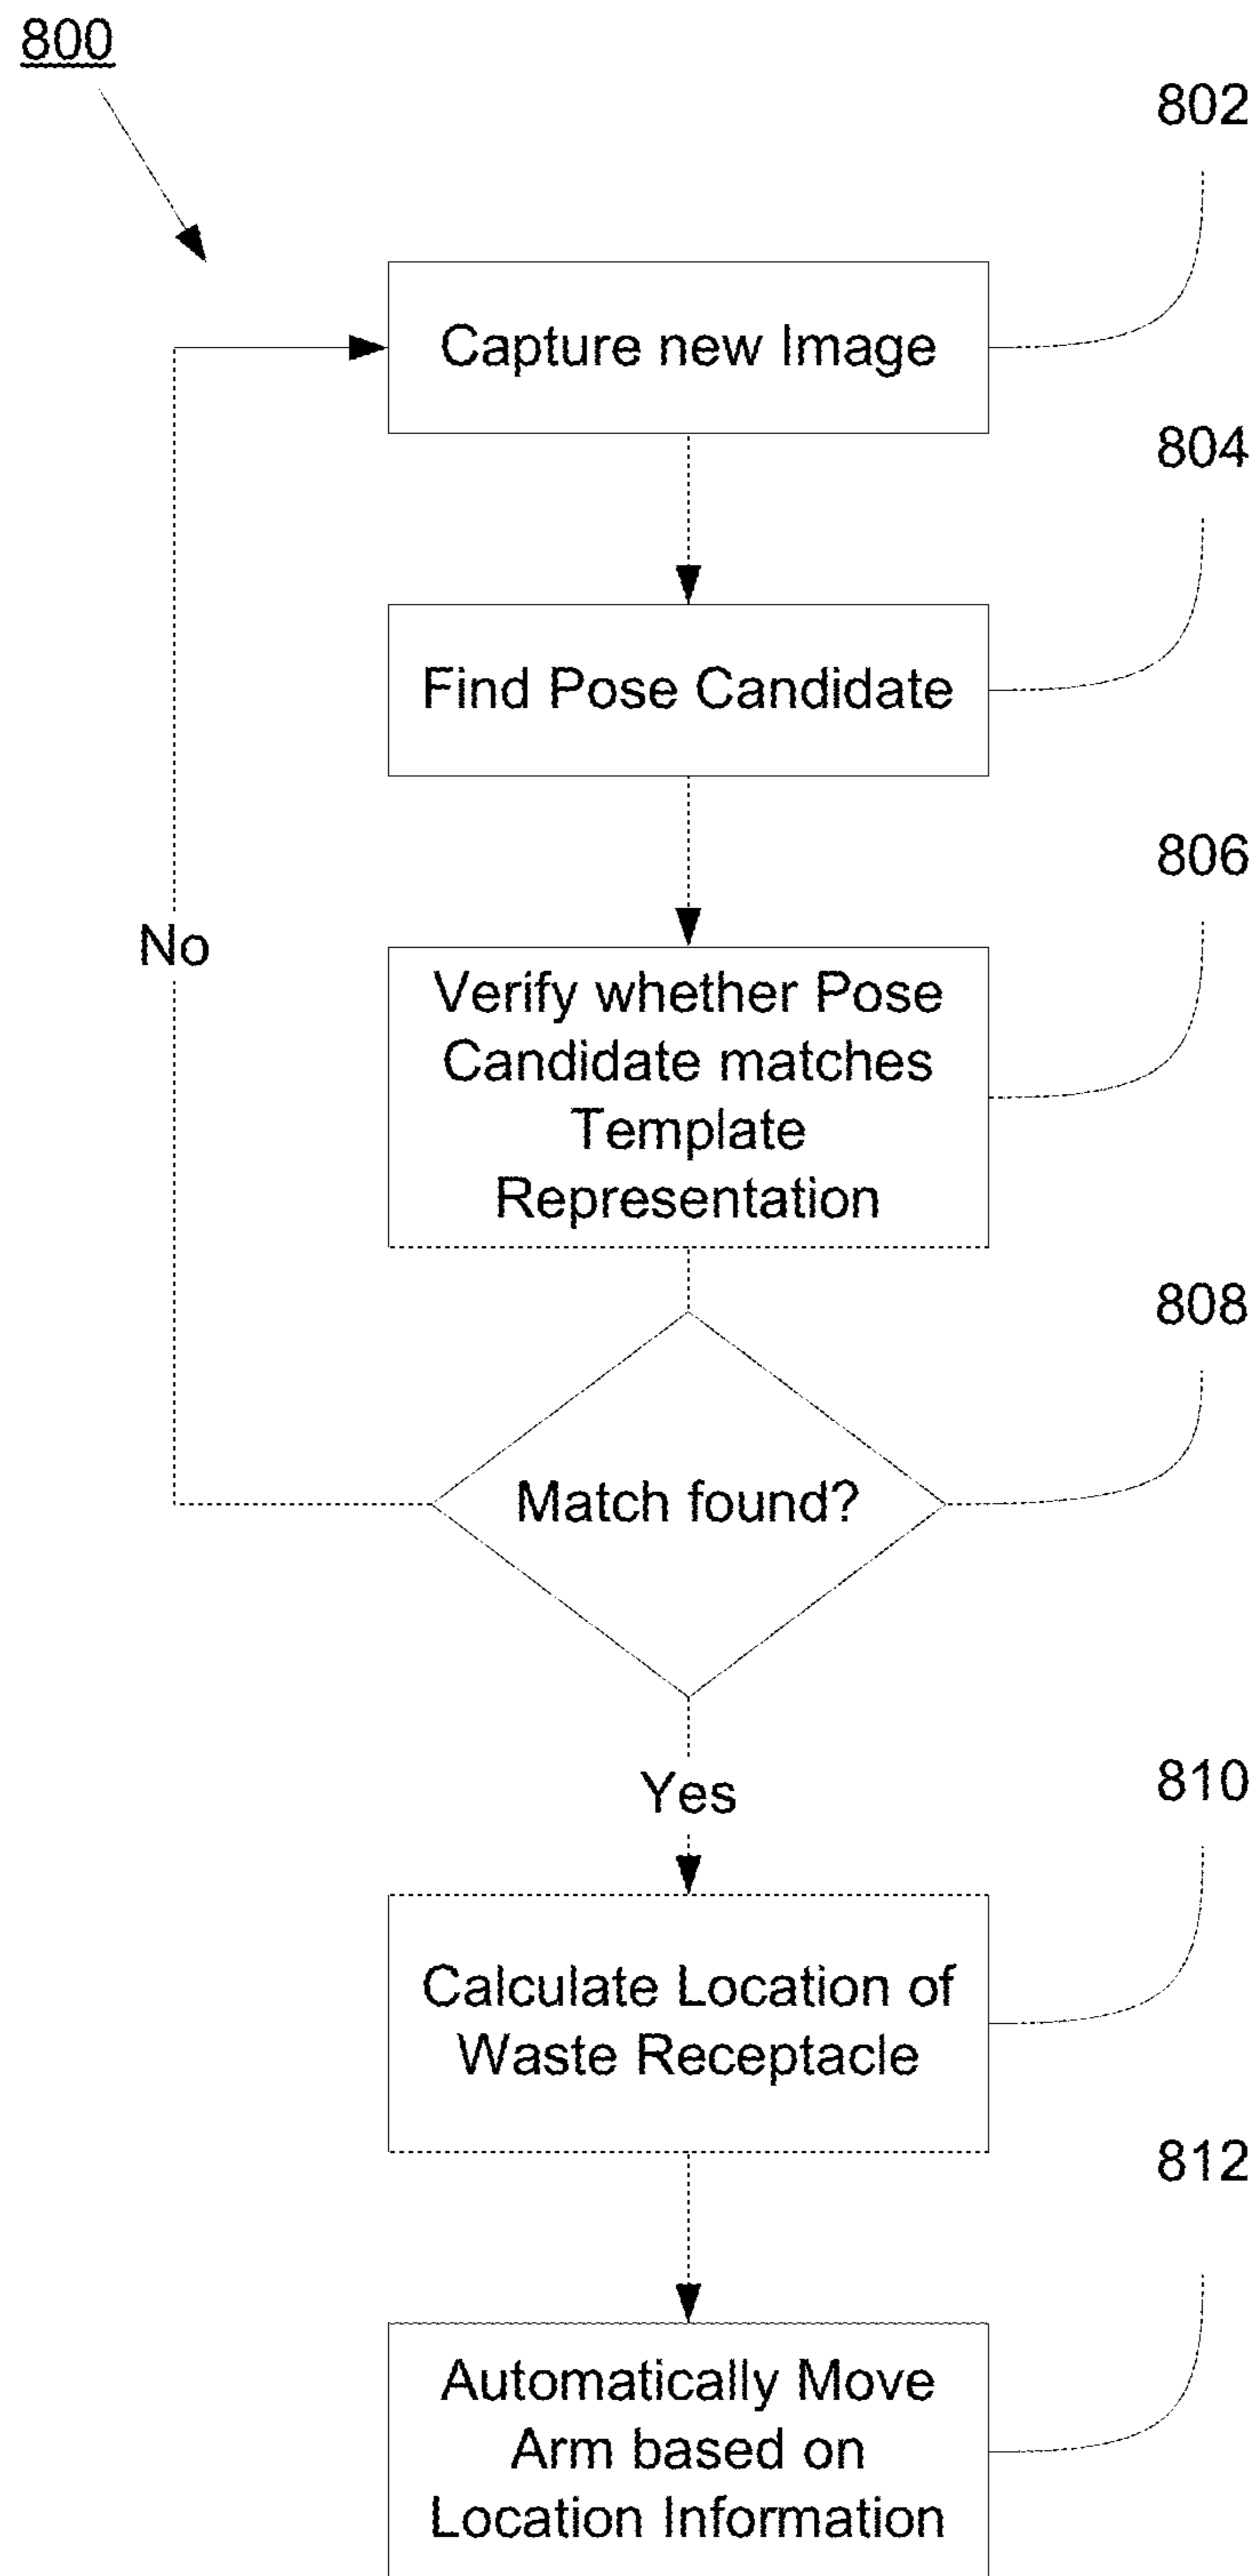 800
802
Capture new Image
804
Find Pose Candidate
806
No
Verify whether Pose
Candidate matches
Template
Representation
808
Match found?
Yes
810
Calculate Location of
Waste Receptacle
812
Automatically Move
Arm based on
Location Information